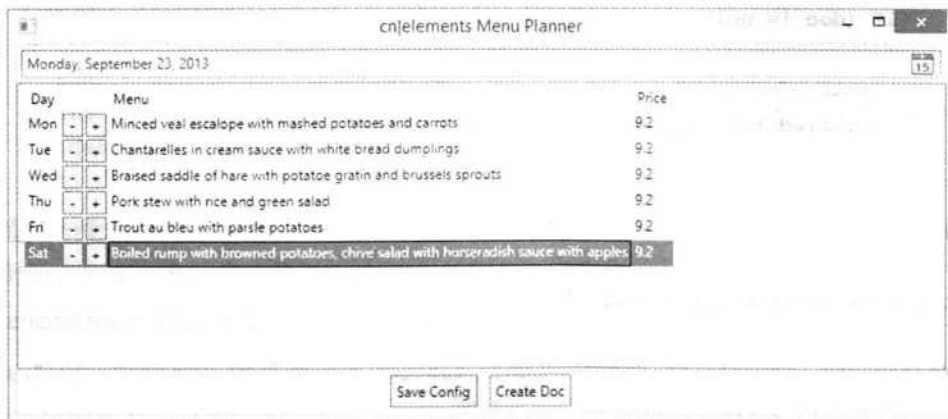 cn|elements Menu Planner
Monday, September 23, 2013
15
Day Menu Price
Mon - + Minced veal escalope with mashed potatoes and carrots 9.2
Tue - + Chantarelles in cream sauce with white bread dumplings 9.2
Wed - + Braised saddle of hare with potatoe gratin and brussels sprouts 9.2
Thu - + Pork stew with rice and green salad 9.2
Fri - + Trout au bleu with parsle potatoes 9.2
Sat - + Boiled rump with browned potatoes, chive salad with horseradish sauce with apples 9.2
Save Config Create Doc